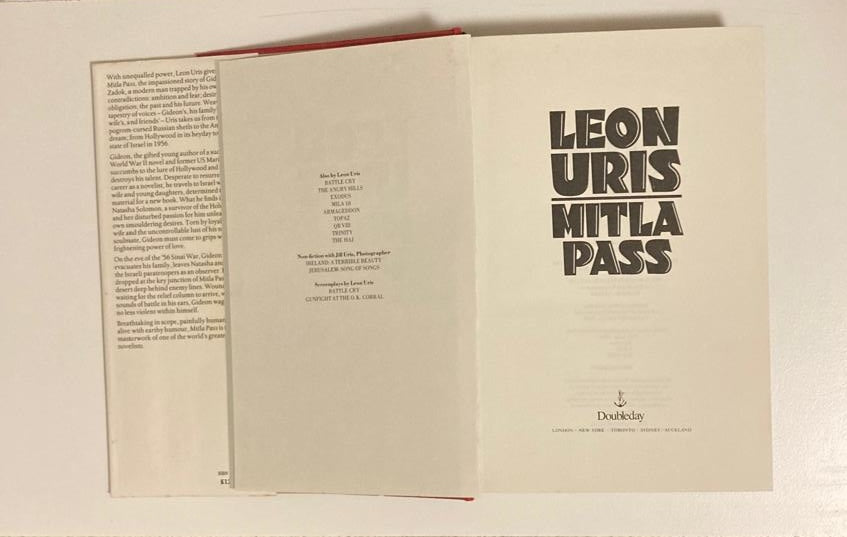 With unequalled power, Leon Uris give
Mitla Pass, the impassioned story of Gid
Zadok, a modern man trapped by his ow
contradictions: ambition and fear; desir
obligation; the past and his future. Wea
tapestry of voices – Gideon's, his family
wife's, and friends' – Uris takes us from t
pogrom-cursed Russian shetls to the Am
dream; from Hollywood in its heyday to
state of Israel in 1956.
Gideon, the gifted young author of a suc
World War II novel and former US Mari
succumbs to the lure of Hollywood and
destroys his talent. Desperate to resurre
career as a novelist, he travels to Israel w
wife and young daughters, determined t
material for a new book. What he finds i
Natasha Solomon, a survivor of the Holo
and her disturbed passion for him unlea
own smouldering desires. Torn by loyal
wife and the uncontrollable lust of his s
soulmate, Gideon must come to grips w
frightening power of love.
On the eve of the '56 Sinai War, Gideon
evacuates his family, leaves Natasha and
the Israeli paratroopers as an observer. I
dropped at the key junction of Mitla Pas
desert deep behind enemy lines. Woun
waiting for the relief column to arrive, w
sounds of battle in his ears, Gideon wag
no less violent within himself.
Breathtaking in scope, painfully human
alive with earthy humour, Mitla Pass is t
masterwork of one of the world's greate
novelists.
ISBN
Also by Leon Uris
BATTLE CRY
THE ANGRY HILLS
EXODUS
MILA 18
ARMAGEDDON
TOPAZ
QB VII
TRINITY
THE HAJ
Non-fiction with Jill Uris, Photographer
IRELAND: A TERRIBLE BEAUTY
JERUSALEM: SONG OF SONGS
Screenplays by Leon Uris
BATTLE CRY
GUNFIGHT AT THE O.K. CORRAL
LEON
URIS
MITLA
PASS
Doubleday
LONDON · NEW YORK · TORONTO · SYDNEY · AUCKLAND